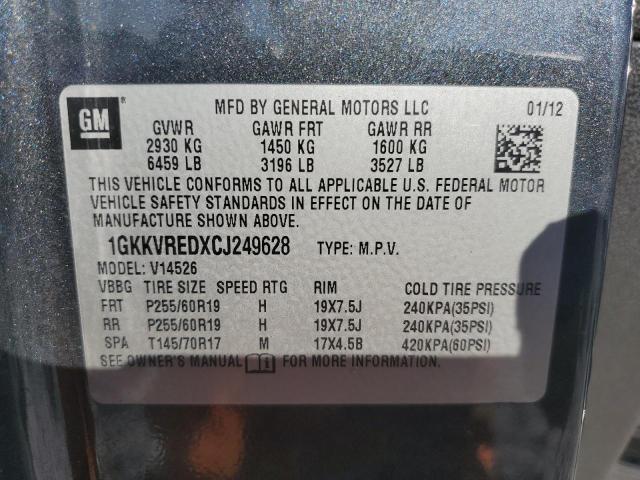 GM®
MFD BY GENERAL MOTORS LLC 01/12
GVWR GAWR FRT GAWR RR
2930 KG 1450 KG 1600 KG
6459 LB 3196 LB 3527 LB
THIS VEHICLE CONFORMS TO ALL APPLICABLE U.S. FEDERAL MOTOR
VEHICLE SAFETY STANDARDS IN EFFECT ON THE DATE OF
MANUFACTURE SHOWN ABOVE.
1GKKVREDXCJ249628 TYPE: M.P.V.
MODEL: V14526
VBBG TIRE SIZE SPEED RTG RIM COLD TIRE PRESSURE
FRT P255/60R19 H 19X7.5J 240KPA(35PSI)
RR P255/60R19 H 19X7.5J 240KPA(35PSI)
SPA T145/70R17 M 17X4.5B 420KPA(60PSI)
SEE OWNER'S MANUAL FOR MORE INFORMATION.